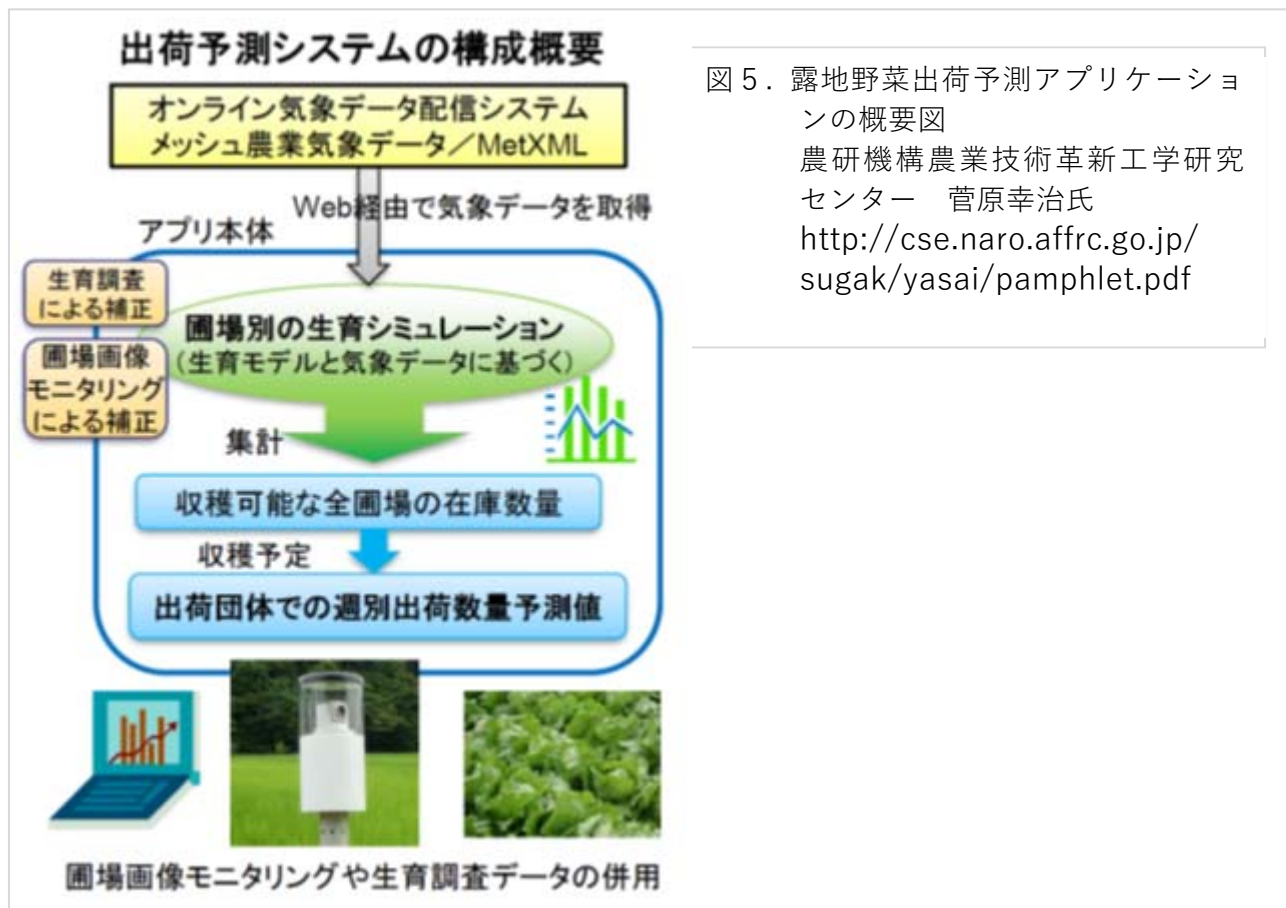 出荷予測システムの構成概要
オンライン気象データ配信システム
メッシュ農業気象データ／MetXML
Web経由で気象データを取得
アプリ本体
生育調査
による補正
圃場画像
モニタリング
による補正
圃場別の生育シミュレーション
（生育モデルと気象データに基づく）
集計
収穫可能な全圃場の在庫数量
収穫予定
出荷団体での週別出荷数量予測値
圃場画像モニタリングや生育調査データの併用
図５．露地野菜出荷予測アプリケーショ
ンの概要図
農研機構農業技術革新工学研究
センター　菅原幸治氏
http://cse.naro.affrc.go.jp/
sugak/yasai/pamphlet.pdf